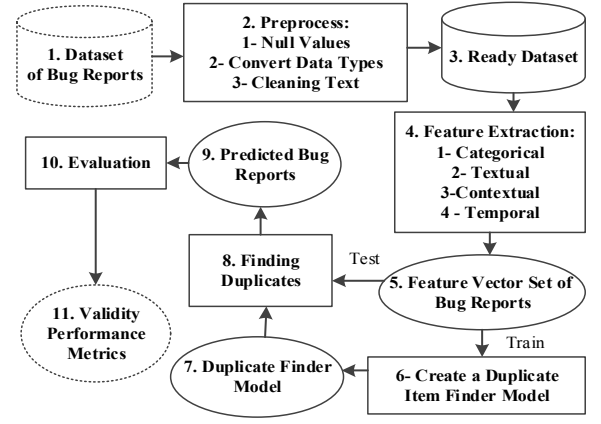 1. Dataset
of Bug Reports
2. Preprocess:
1- Null Values
2- Convert Data Types
3- Cleaning Text
3. Ready Dataset
4. Feature Extraction:
1- Categorical
2- Textual
3-Contextual
4 - Temporal
5. Feature Vector Set of
Bug Reports
Test
Train
6- Create a Duplicate
Item Finder Model
7. Duplicate Finder
Model
8. Finding
Duplicates
9. Predicted Bug
Reports
10. Evaluation
11. Validity
Performance
Metrics